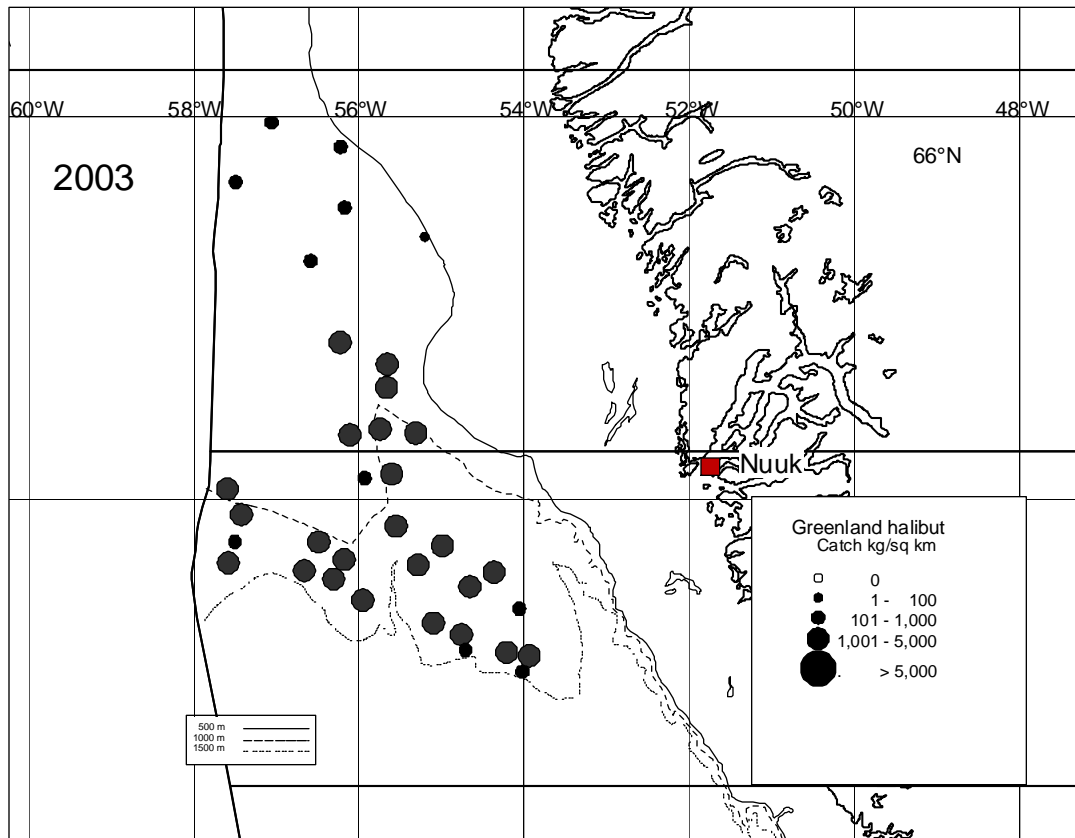 60°W 58°W 56°W 54°W 52°W 50°W 48°W
66°N
2003
Nuuk
Greenland halibut
Catch kg/sq km
0
1 - 100
101 - 1,000
1,001 - 5,000
. > 5,000
500 m
1000 m
1500 m